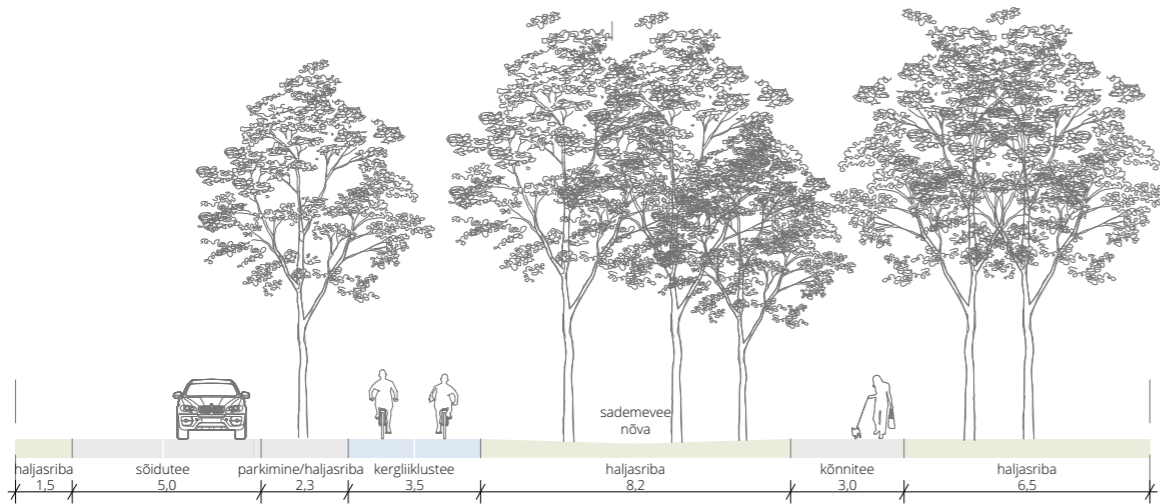 sademevee
nõva
haljasriba sõidutee parkimine/haljasriba kergliiklustee haljasriba kõnnitee haljasriba
1,5 5,0 2,3 3,5 8,2 3,0 6,5